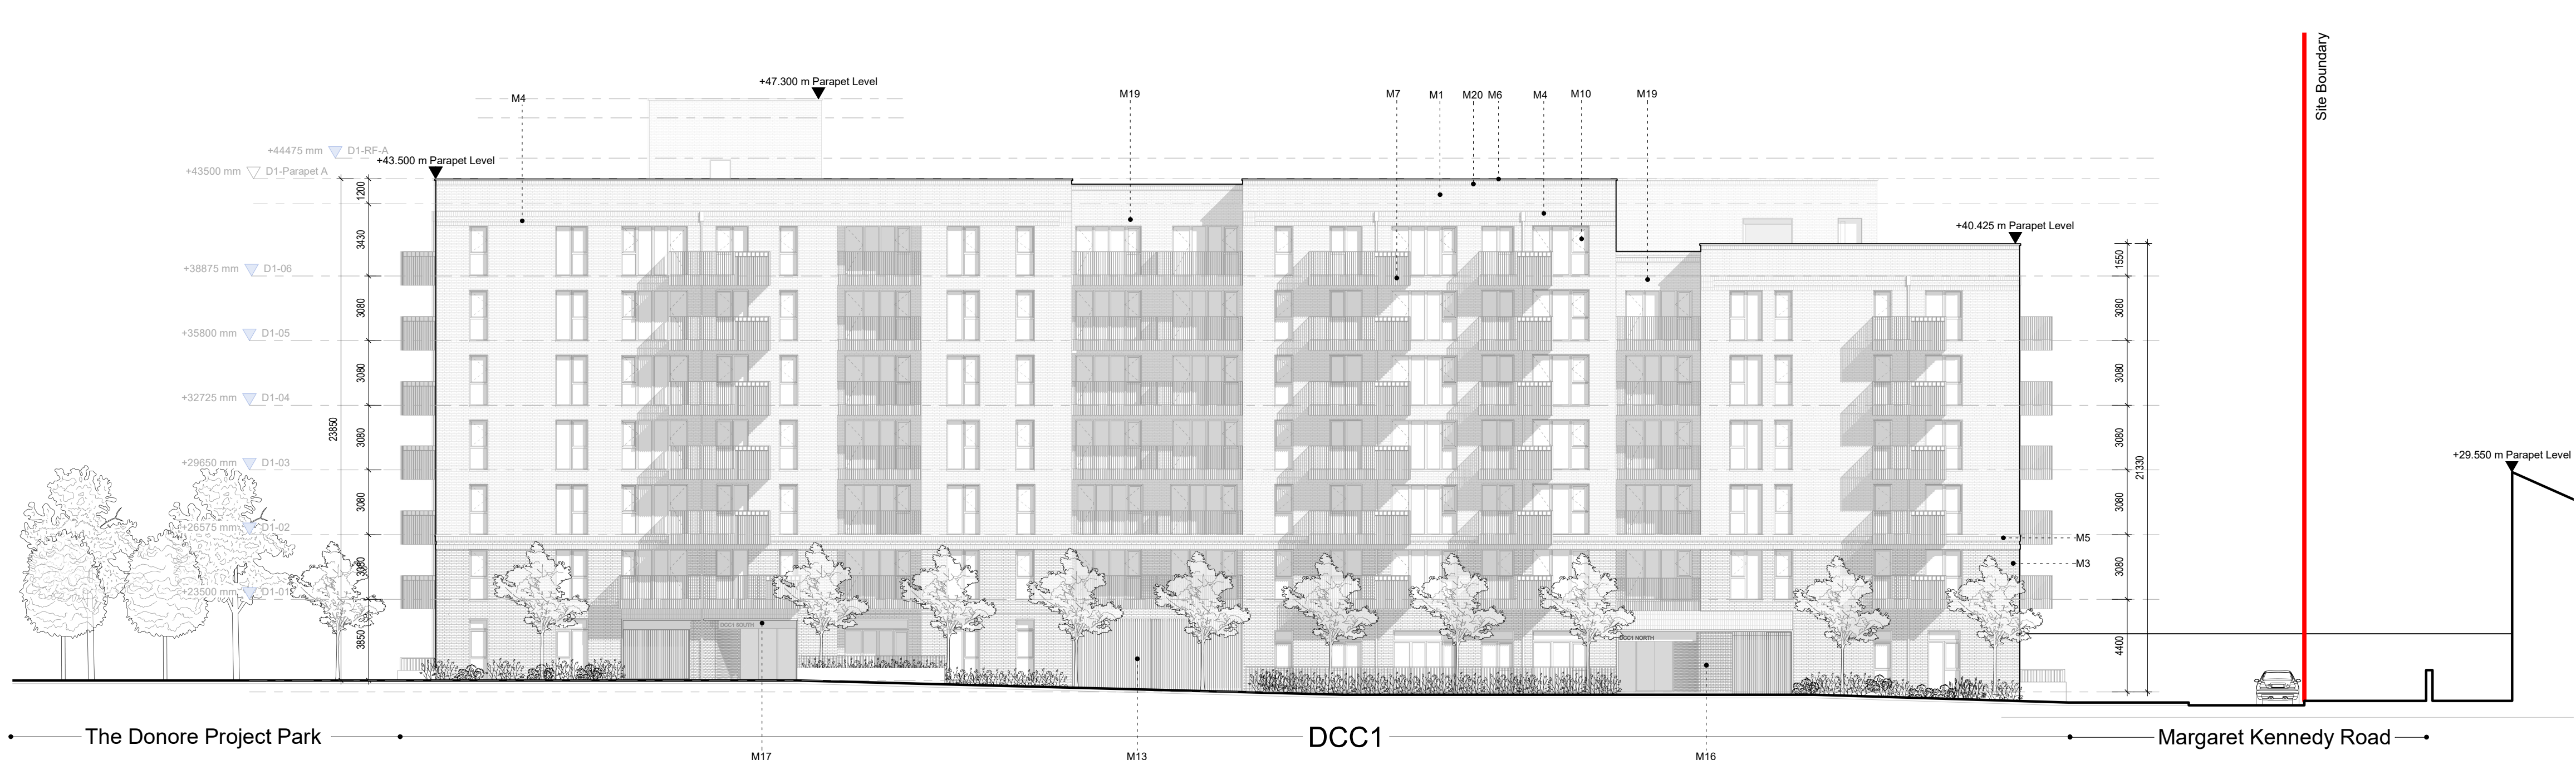 Site Boundary
+47.300 m Parapet Level
M4
M19
M7
M1
M20
M6
M4
M10
M19
+44475 mm D1-RF-A
+43.500 m Parapet Level
+43500 mm D1-Parapet A
1200
+40.425 m Parapet Level
3430
1550
+38875 mm D1-06
3080
3080
+35800 mm D1-05
3080
3080
+32725 mm D1-04
23850
3080
3080
+29.550 m Parapet Level
+29650 mm D1-03
21330
3080
3080
+26575 mm D1-02
M5
M3
3080
3080
+23500 mm D1-01
DCC1 SOUTH
DCC1 NORTH
3850
4400
The Donore Project Park
DCC1
Margaret Kennedy Road
M17
M13
M16